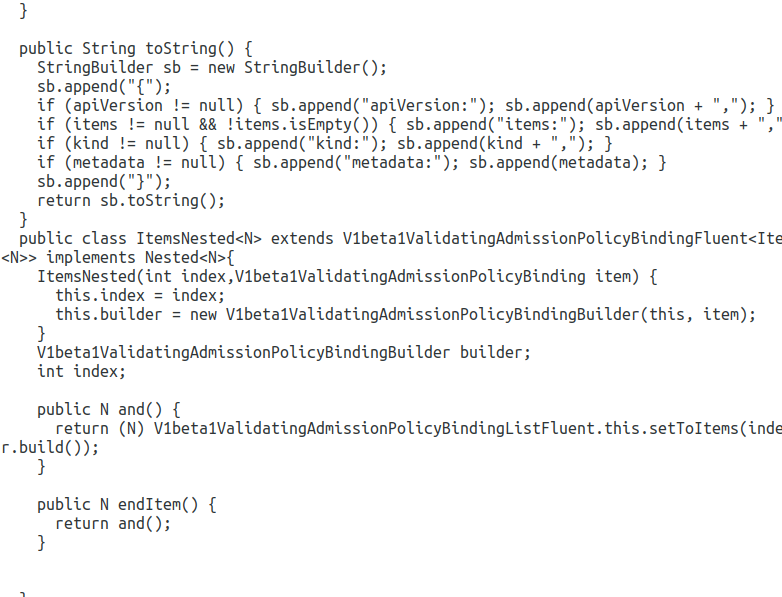 }

  public String toString() {
    StringBuilder sb = new StringBuilder();
    sb.append("{");
    if (apiVersion != null) { sb.append("apiVersion:"); sb.append(apiVersion + ","); }
    if (items != null && !items.isEmpty()) { sb.append("items:"); sb.append(items + ","
    if (kind != null) { sb.append("kind:"); sb.append(kind + ","); }
    if (metadata != null) { sb.append("metadata:"); sb.append(metadata); }
    sb.append("}");
    return sb.toString();
  }
  public class ItemsNested<N> extends V1beta1ValidatingAdmissionPolicyBindingFluent<Ite
<N>> implements Nested<N>{
    ItemsNested(int index,V1beta1ValidatingAdmissionPolicyBinding item) {
      this.index = index;
      this.builder = new V1beta1ValidatingAdmissionPolicyBindingBuilder(this, item);
    }
    V1beta1ValidatingAdmissionPolicyBindingBuilder builder;
    int index;

    public N and() {
      return (N) V1beta1ValidatingAdmissionPolicyBindingListFluent.this.setToItems(inde
r.build());
    }

    public N endItem() {
      return and();
    }


  }